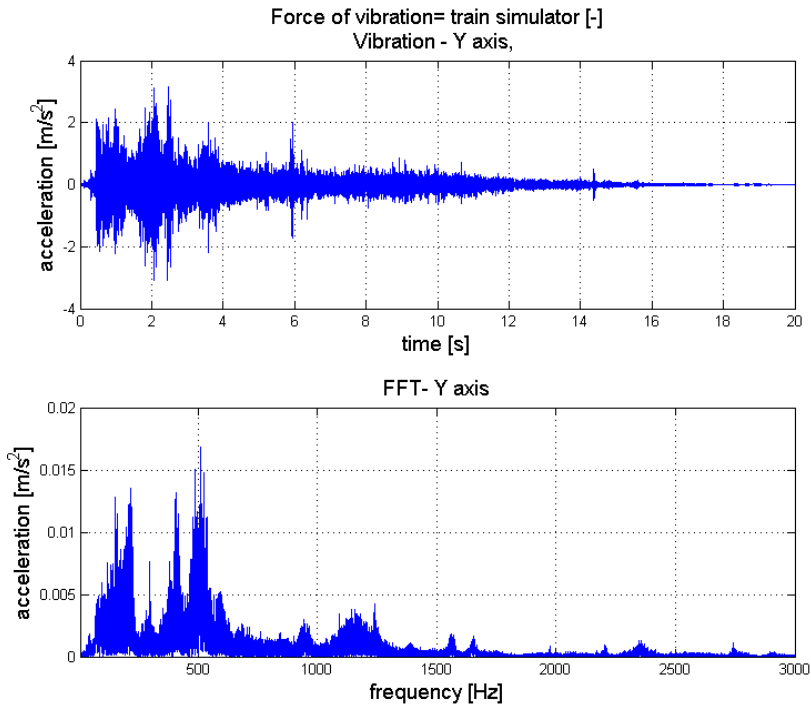 Force of vibration= train simulator [-]
Vibration - Y axis,
4
2
0
-2
-4
acceleration [m/s²]
0 2 4 6 8 10 12 14 16 18 20
time [s]
FFT- Y axis
0.02
0.015
0.01
0.005
0
acceleration [m/s²]
500 1000 1500 2000 2500 3000
frequency [Hz]